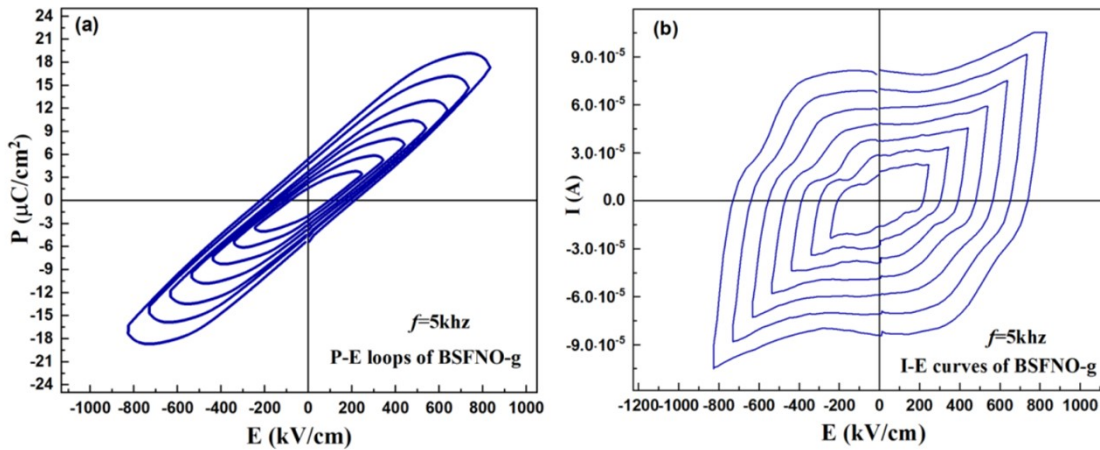 (a)
24
21
18
15
12
9
6
3
0
-3
-6
-9
-12
-15
-18
-21
-24
P (μC/cm²)
f=5khz
P-E loops of BSFNO-g
-1000 -800 -600 -400 -200 0 200 400 600 800 1000
E (kV/cm)
(b)
9.0·10⁻⁵
6.0·10⁻⁵
3.0·10⁻⁵
0.0
-3.0·10⁻⁵
-6.0·10⁻⁵
-9.0·10⁻⁵
I (A)
f=5khz
I-E curves of BSFNO-g
-1200 -1000 -800 -600 -400 -200 0 200 400 600 800 1000
E (kV/cm)